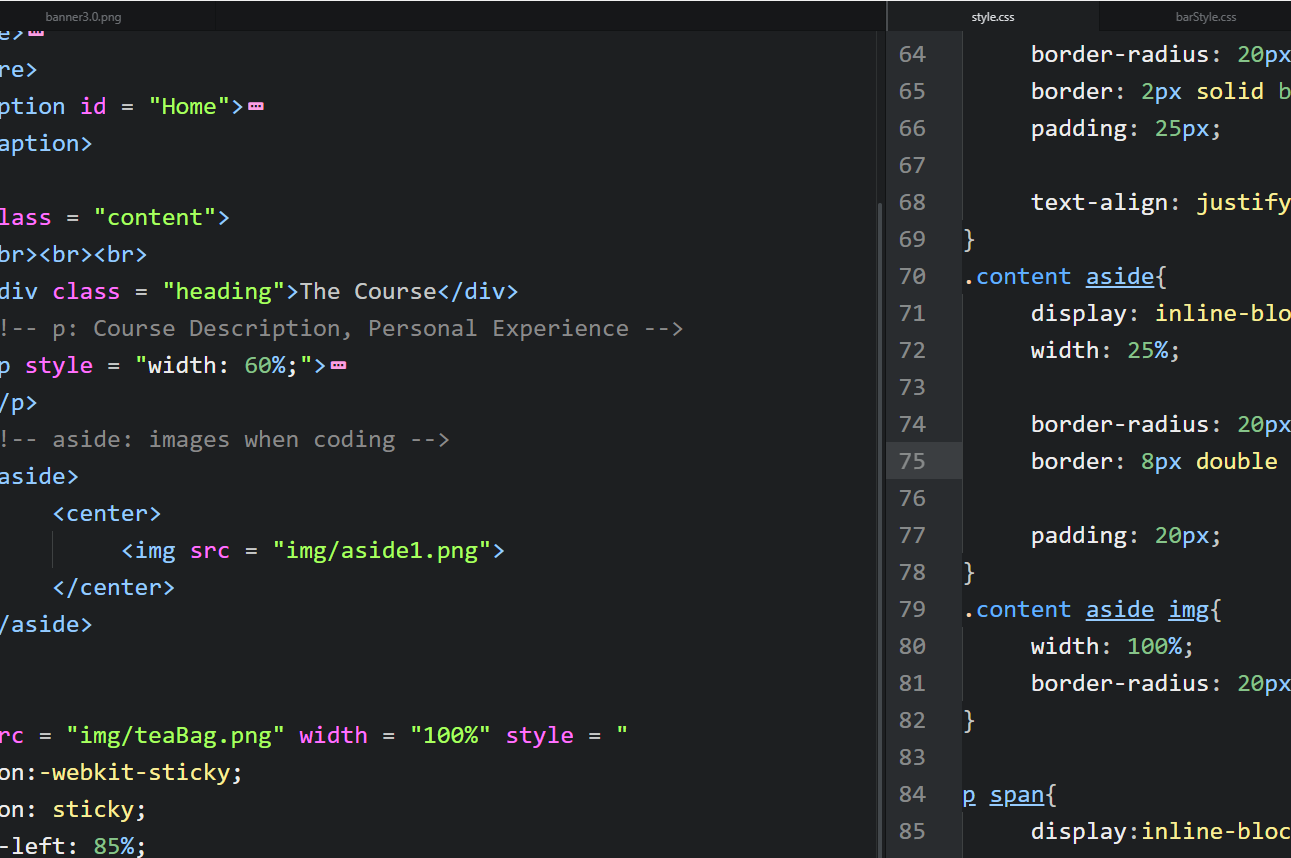 banner3.0.png
e>
re>
ption id = "Home">
aption>
lass = "content">
br><br><br>
div class = "heading">The Course</div>
!-- p: Course Description, Personal Experience -->
p style = "width: 60%;">
/p>
!-- aside: images when coding -->
aside>
<center>
<img src = "img/aside1.png">
</center>
/aside>
rc = "img/teaBag.png" width = "100%" style = "
on:-webkit-sticky;
on: sticky;
-left: 85%;
style.css barStyle.css
64 border-radius: 20px
65 border: 2px solid b
66 padding: 25px;
67
68 text-align: justify
69 }
70 .content aside{
71 display: inline-blo
72 width: 25%;
73
74 border-radius: 20px
75 border: 8px double
76
77 padding: 20px;
78 }
79 .content aside img{
80 width: 100%;
81 border-radius: 20px
82 }
83
84 p span{
85 display:inline-bloc